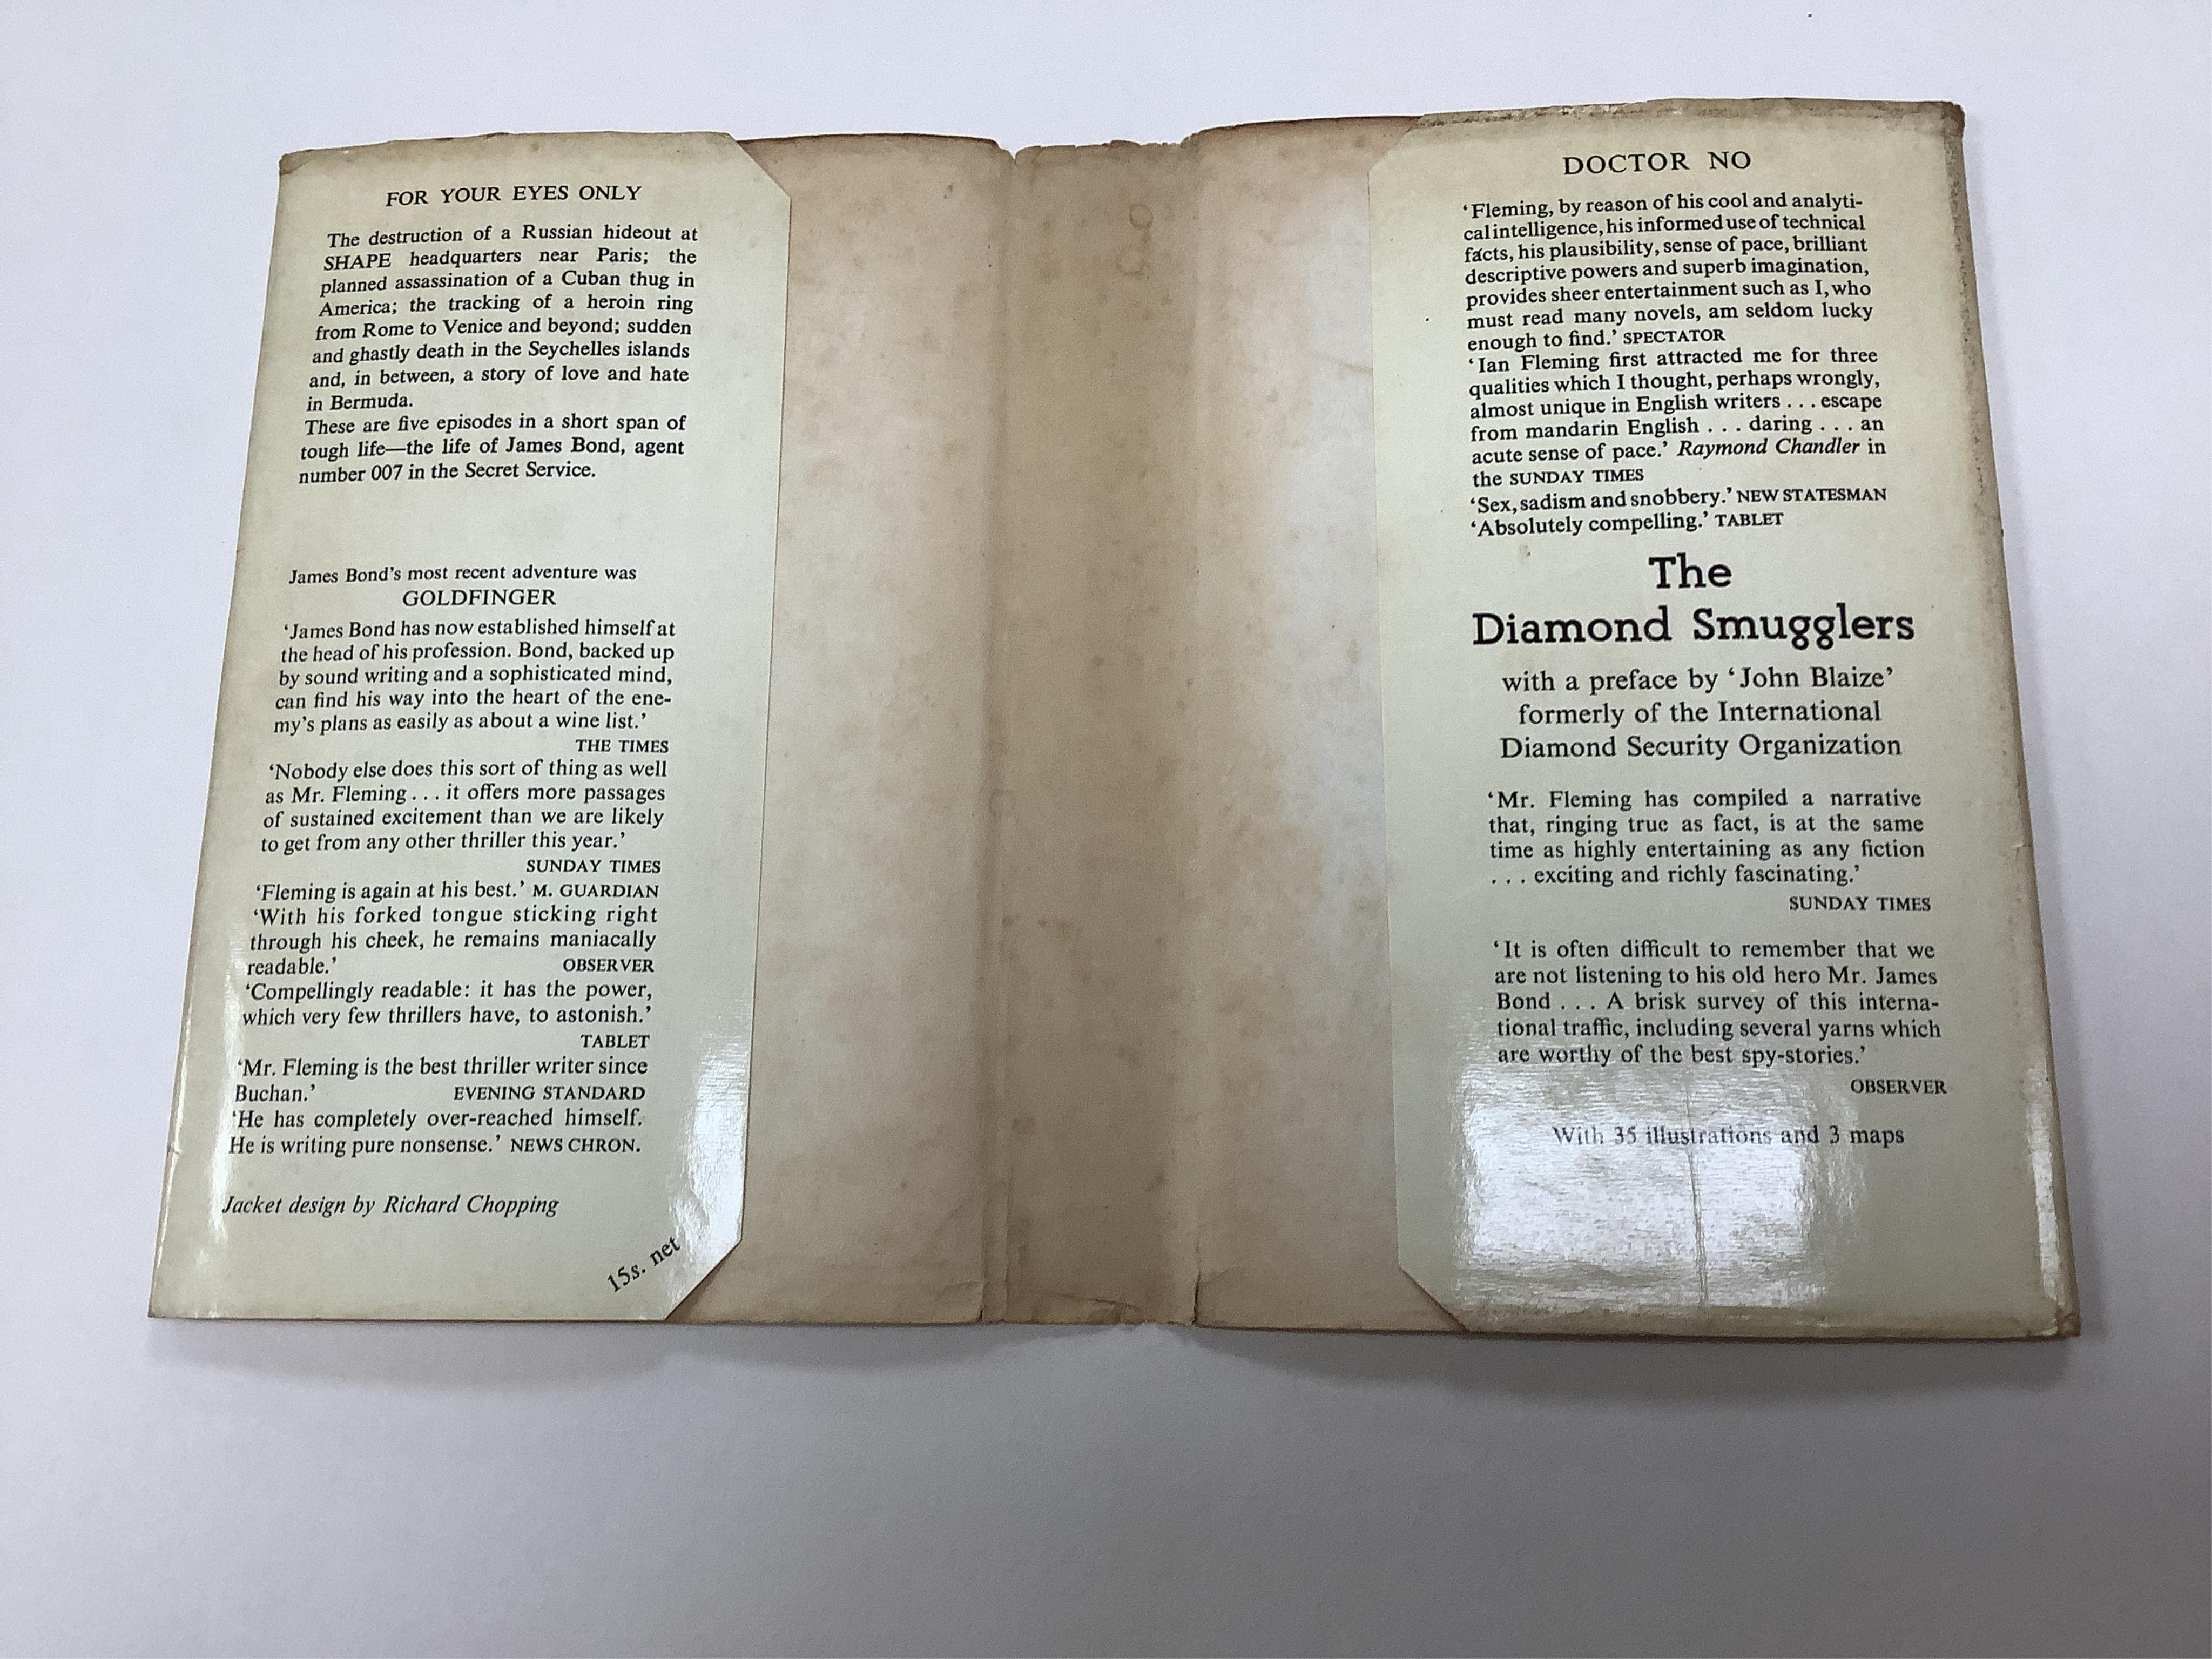 FOR YOUR EYES ONLY
The destruction of a Russian hideout at
SHAPE headquarters near Paris; the
planned assassination of a Cuban thug in
America; the tracking of a heroin ring
from Rome to Venice and beyond; sudden
and ghastly death in the Seychelles islands
and, in between, a story of love and hate
in Bermuda.
These are five episodes in a short span of
tough life—the life of James Bond, agent
number 007 in the Secret Service.
James Bond's most recent adventure was
GOLDFINGER
‘James Bond has now established himself at
the head of his profession. Bond, backed up
by sound writing and a sophisticated mind,
can find his way into the heart of the ene-
my's plans as easily as about a wine list.’
THE TIMES
‘Nobody else does this sort of thing as well
as Mr. Fleming . . . it offers more passages
of sustained excitement than we are likely
to get from any other thriller this year.’
SUNDAY TIMES
‘Fleming is again at his best.’ M. GUARDIAN
‘With his forked tongue sticking right
through his cheek, he remains maniacally
readable.’ OBSERVER
‘Compellingly readable: it has the power,
which very few thrillers have, to astonish.’
TABLET
‘Mr. Fleming is the best thriller writer since
Buchan.’ EVENING STANDARD
‘He has completely over-reached himself.
He is writing pure nonsense.’ NEWS CHRON.
Jacket design by Richard Chopping
15s. net
DOCTOR NO
‘Fleming, by reason of his cool and analyti-
cal intelligence, his informed use of technical
facts, his plausibility, sense of pace, brilliant
descriptive powers and superb imagination,
provides sheer entertainment such as I, who
must read many novels, am seldom lucky
enough to find.’ SPECTATOR
‘Ian Fleming first attracted me for three
qualities which I thought, perhaps wrongly,
almost unique in English writers . . . escape
from mandarin English . . . daring . . . an
acute sense of pace.’ Raymond Chandler in
the SUNDAY TIMES
‘Sex, sadism and snobbery.’ NEW STATESMAN
‘Absolutely compelling.’ TABLET
The
Diamond Smugglers
with a preface by ‘John Blaize’
formerly of the International
Diamond Security Organization
‘Mr. Fleming has compiled a narrative
that, ringing true as fact, is at the same
time as highly entertaining as any fiction
. . . exciting and richly fascinating.’
SUNDAY TIMES
‘It is often difficult to remember that we
are not listening to his old hero Mr. James
Bond . . . A brisk survey of this interna-
tional traffic, including several yarns which
are worthy of the best spy-stories.’
OBSERVER
With 35 illustrations and 3 maps